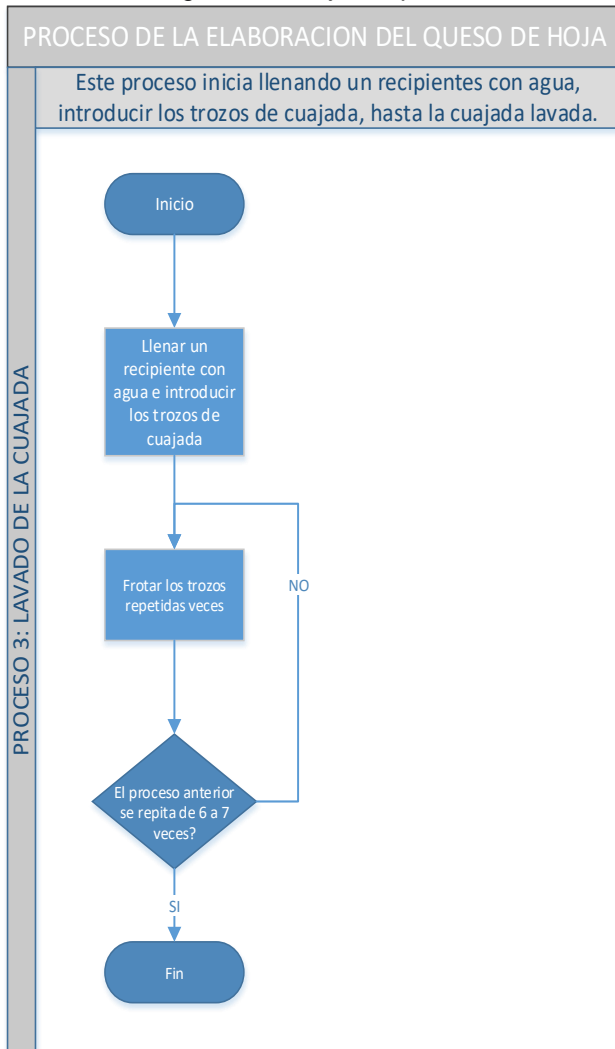 PROCESO DE LA ELABORACION DEL QUESO DE HOJA
Este proceso inicia llenando un recipientes con agua,
introducir los trozos de cuajada, hasta la cuajada lavada.
PROCESO 3: LAVADO DE LA CUAJADA
Inicio
Llenar un
recipiente con
agua e introducir
los trozos de
cuajada
Frotar los trozos
repetidas veces
NO
El proceso anterior
se repita de 6 a 7
veces?
SI
Fin